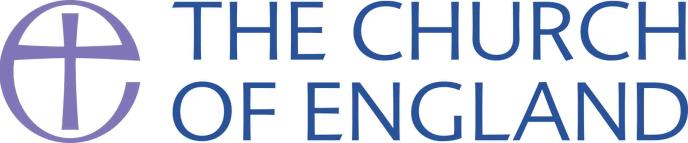 THE CHURCH
OF ENGLAND